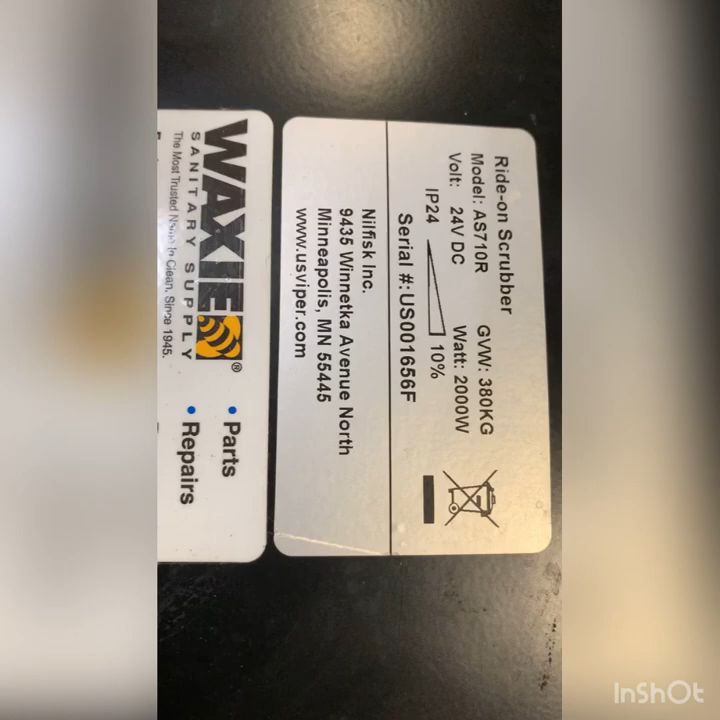 Ride-on Scrubber
Model: AS710R GVW: 380KG
Volt: 24V DC Watt: 2000W
IP24 10%
Serial #: US001656F
Nilfisk Inc.
9435 Winnetka Avenue North
Minneapolis, MN 55445
www.usviper.com
WAXIE®
SANITARY SUPPLY
The Most Trusted Name In Clean. Since 1945.
• Parts
• Repairs
InShOt